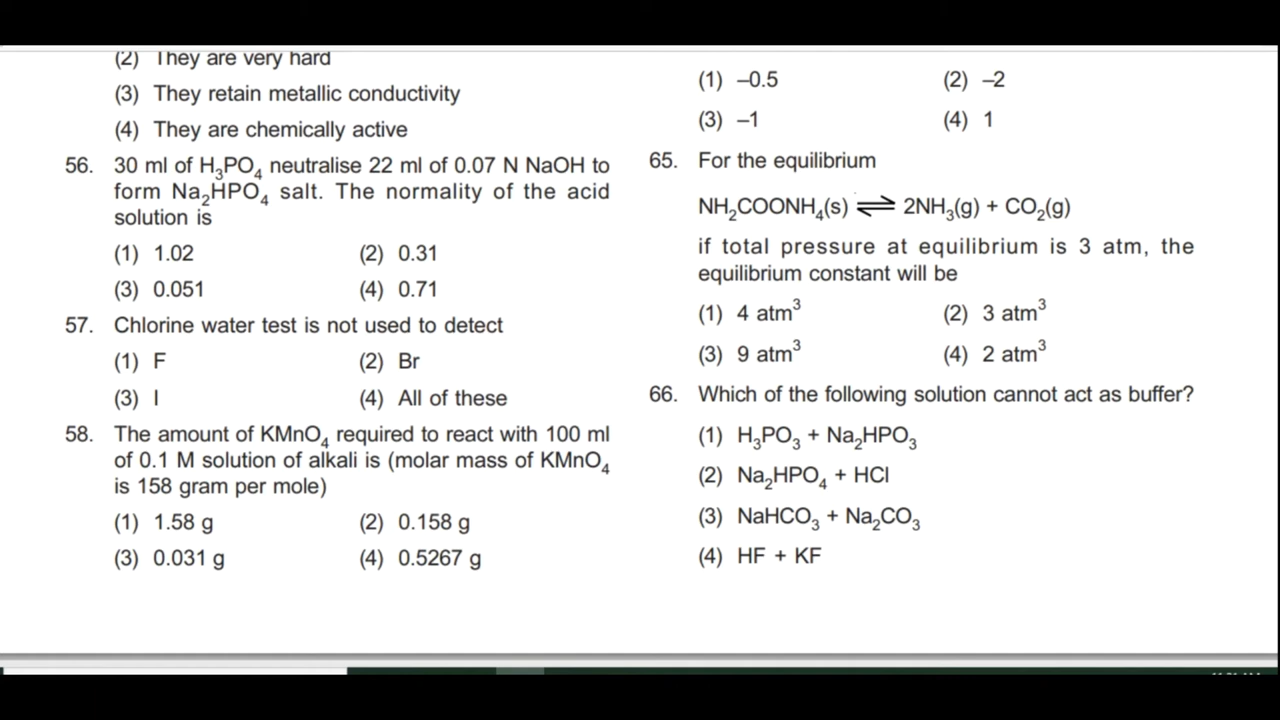 (2) They are very hard
(3) They retain metallic conductivity
(4) They are chemically active
56. 30 ml of H₃PO₄ neutralise 22 ml of 0.07 N NaOH to
form Na₂HPO₄ salt. The normality of the acid
solution is
(1) 1.02 (2) 0.31
(3) 0.051 (4) 0.71
57. Chlorine water test is not used to detect
(1) F (2) Br
(3) I (4) All of these
58. The amount of KMnO₄ required to react with 100 ml
of 0.1 M solution of alkali is (molar mass of KMnO₄
is 158 gram per mole)
(1) 1.58 g (2) 0.158 g
(3) 0.031 g (4) 0.5267 g
(1) –0.5 (2) –2
(3) –1 (4) 1
65. For the equilibrium
NH₂COONH₄(s) ⇌ 2NH₃(g) + CO₂(g)
if total pressure at equilibrium is 3 atm, the
equilibrium constant will be
(1) 4 atm³ (2) 3 atm³
(3) 9 atm³ (4) 2 atm³
66. Which of the following solution cannot act as buffer?
(1) H₃PO₃ + Na₂HPO₃
(2) Na₂HPO₄ + HCl
(3) NaHCO₃ + Na₂CO₃
(4) HF + KF